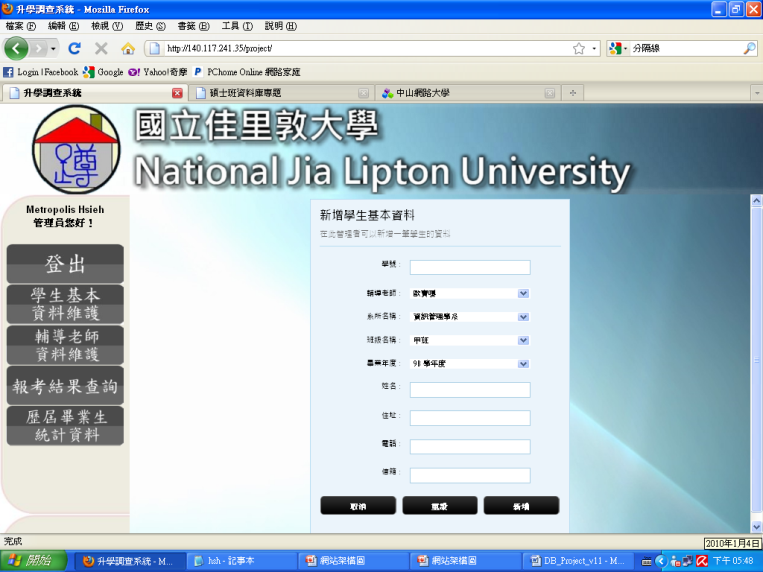 升學調查系統 - Mozilla Firefox
檔案(F) 編輯(E) 檢視(V) 歷史(S) 書籤(B) 工具(T) 說明(H)
http://140.117.241.35/project/
分隔線
Login | Facebook Google Yahoo!奇摩 PChome Online 網路家庭
升學調查系統 碩士班資料庫專題 中山網路大學
國立佳里敦大學
National Jia Lipton University
Metropolis Hsieh
管理員您好！
登出
學生基本
資料維護
輔導老師
資料維護
報考結果查詢
歷屆畢業生
統計資料
新增學生基本資料
在此管理者可以新增一筆學生的資料
學號:
輔導老師:
系所名稱: 資訊管理學系
班級名稱: 甲班
畢業年度: 98 學年度
姓名:
住址:
電話:
信箱:
取消 重設 新增
完成
2010年1月4日
開始 升學調查系統 - M... hsh - 記事本 網站架構圖 網站架構圖 DB_Project_v11 - M... 下午 05:48